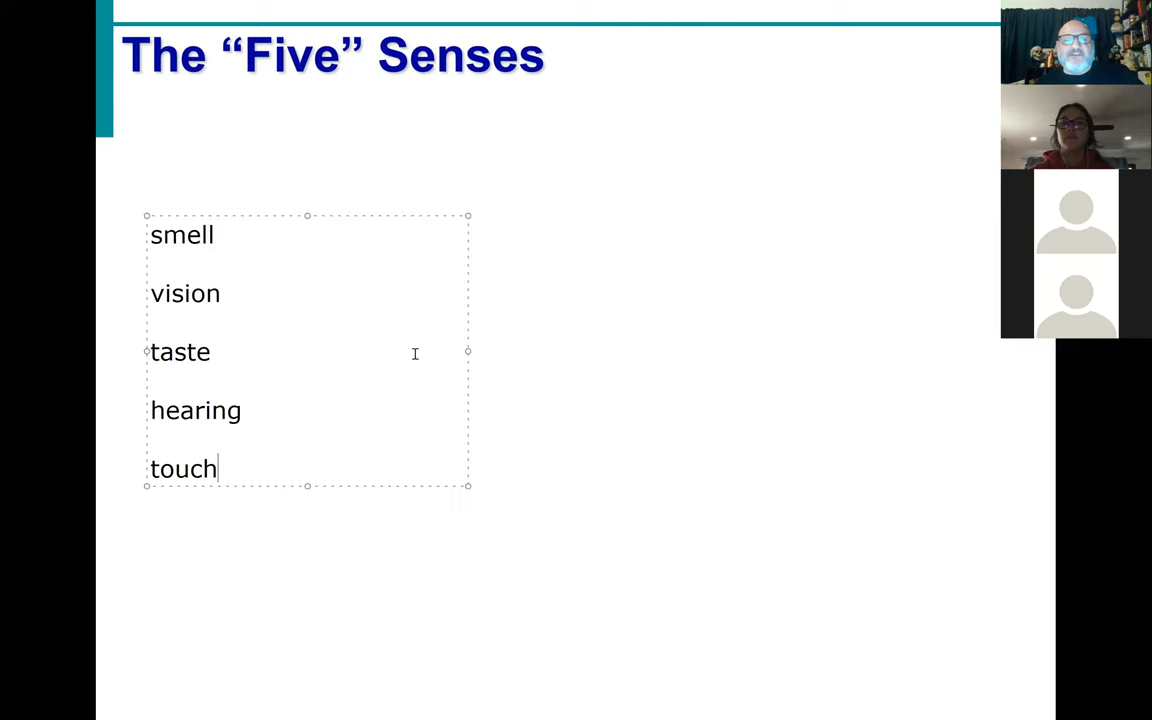 The “Five” Senses
smell
vision
taste
hearing
touch